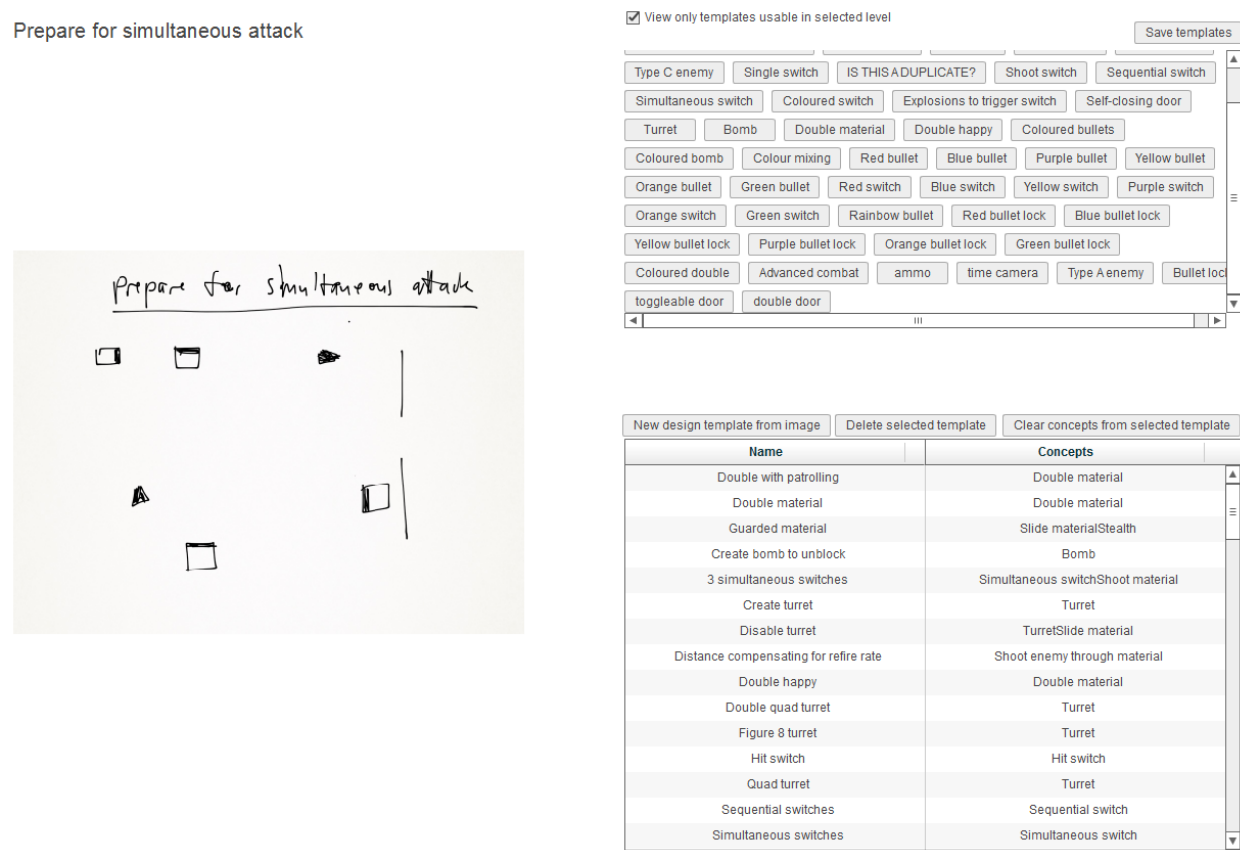 Prepare for simultaneous attack
View only templates usable in selected level
Save templates
Type C enemy Single switch IS THIS A DUPLICATE? Shoot switch Sequential switch
Simultaneous switch Coloured switch Explosions to trigger switch Self-closing door
Turret Bomb Double material Double happy Coloured bullets
Coloured bomb Colour mixing Red bullet Blue bullet Purple bullet Yellow bullet
Orange bullet Green bullet Red switch Blue switch Yellow switch Purple switch
Orange switch Green switch Rainbow bullet Red bullet lock Blue bullet lock
Yellow bullet lock Purple bullet lock Orange bullet lock Green bullet lock
Coloured double Advanced combat ammo time camera Type A enemy Bullet loc
toggleable door double door
prepare for simultaneous attack
New design template from image Delete selected template Clear concepts from selected template
Name Concepts
Double with patrolling Double material
Double material Double material
Guarded material Slide materialStealth
Create bomb to unblock Bomb
3 simultaneous switches Simultaneous switchShoot material
Create turret Turret
Disable turret TurretSlide material
Distance compensating for refire rate Shoot enemy through material
Double happy Double material
Double quad turret Turret
Figure 8 turret Turret
Hit switch Hit switch
Quad turret Turret
Sequential switches Sequential switch
Simultaneous switches Simultaneous switch